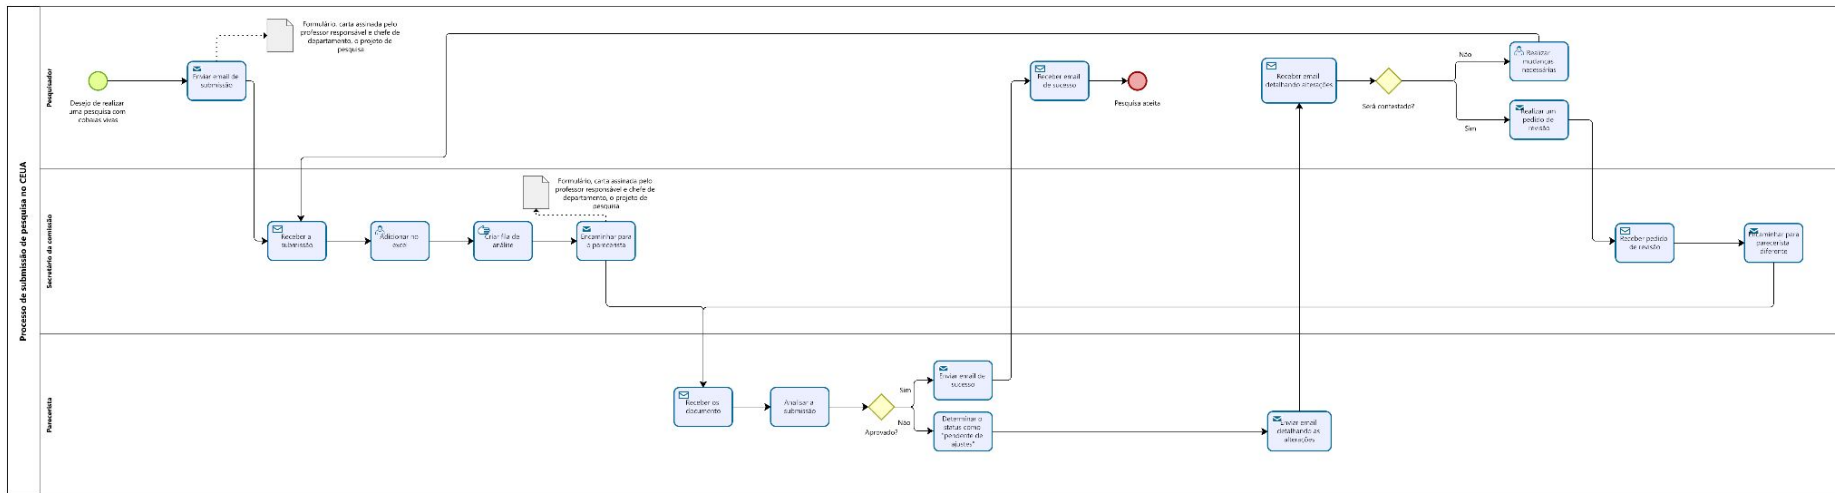 Processo de submissão de pesquisa no CEUA
Pesquisador
Desejo de realizar
uma pesquisa com
cobaias vivas
Enviar email de
submissão
Formulário, carta assinada pelo
professor responsável e chefe de
departamento, o projeto de
pesquisa
Receber email
de sucesso
Pesquisa aceita
Receber email
detalhando alterações
Será contestado?
Não
Sim
Realizar
mudanças
necessárias
Realizar um
pedido de
revisão
Secretário da comissão
Receber a
submissão
Adicionar no
excel
Criar fila de
análise
Formulário, carta assinada pelo
professor responsável e chefe de
departamento, o projeto de
pesquisa
Encaminhar para
o parecerista
Receber pedido
de revisão
Encaminhar para
parecerista
diferente
Parecerista
Receber os
documento
Analisar a
submissão
Aprovado?
Sim
Não
Enviar email de
sucesso
Determinar o
status como
"pendente de
ajustes"
Enviar email
detalhando as
alterações